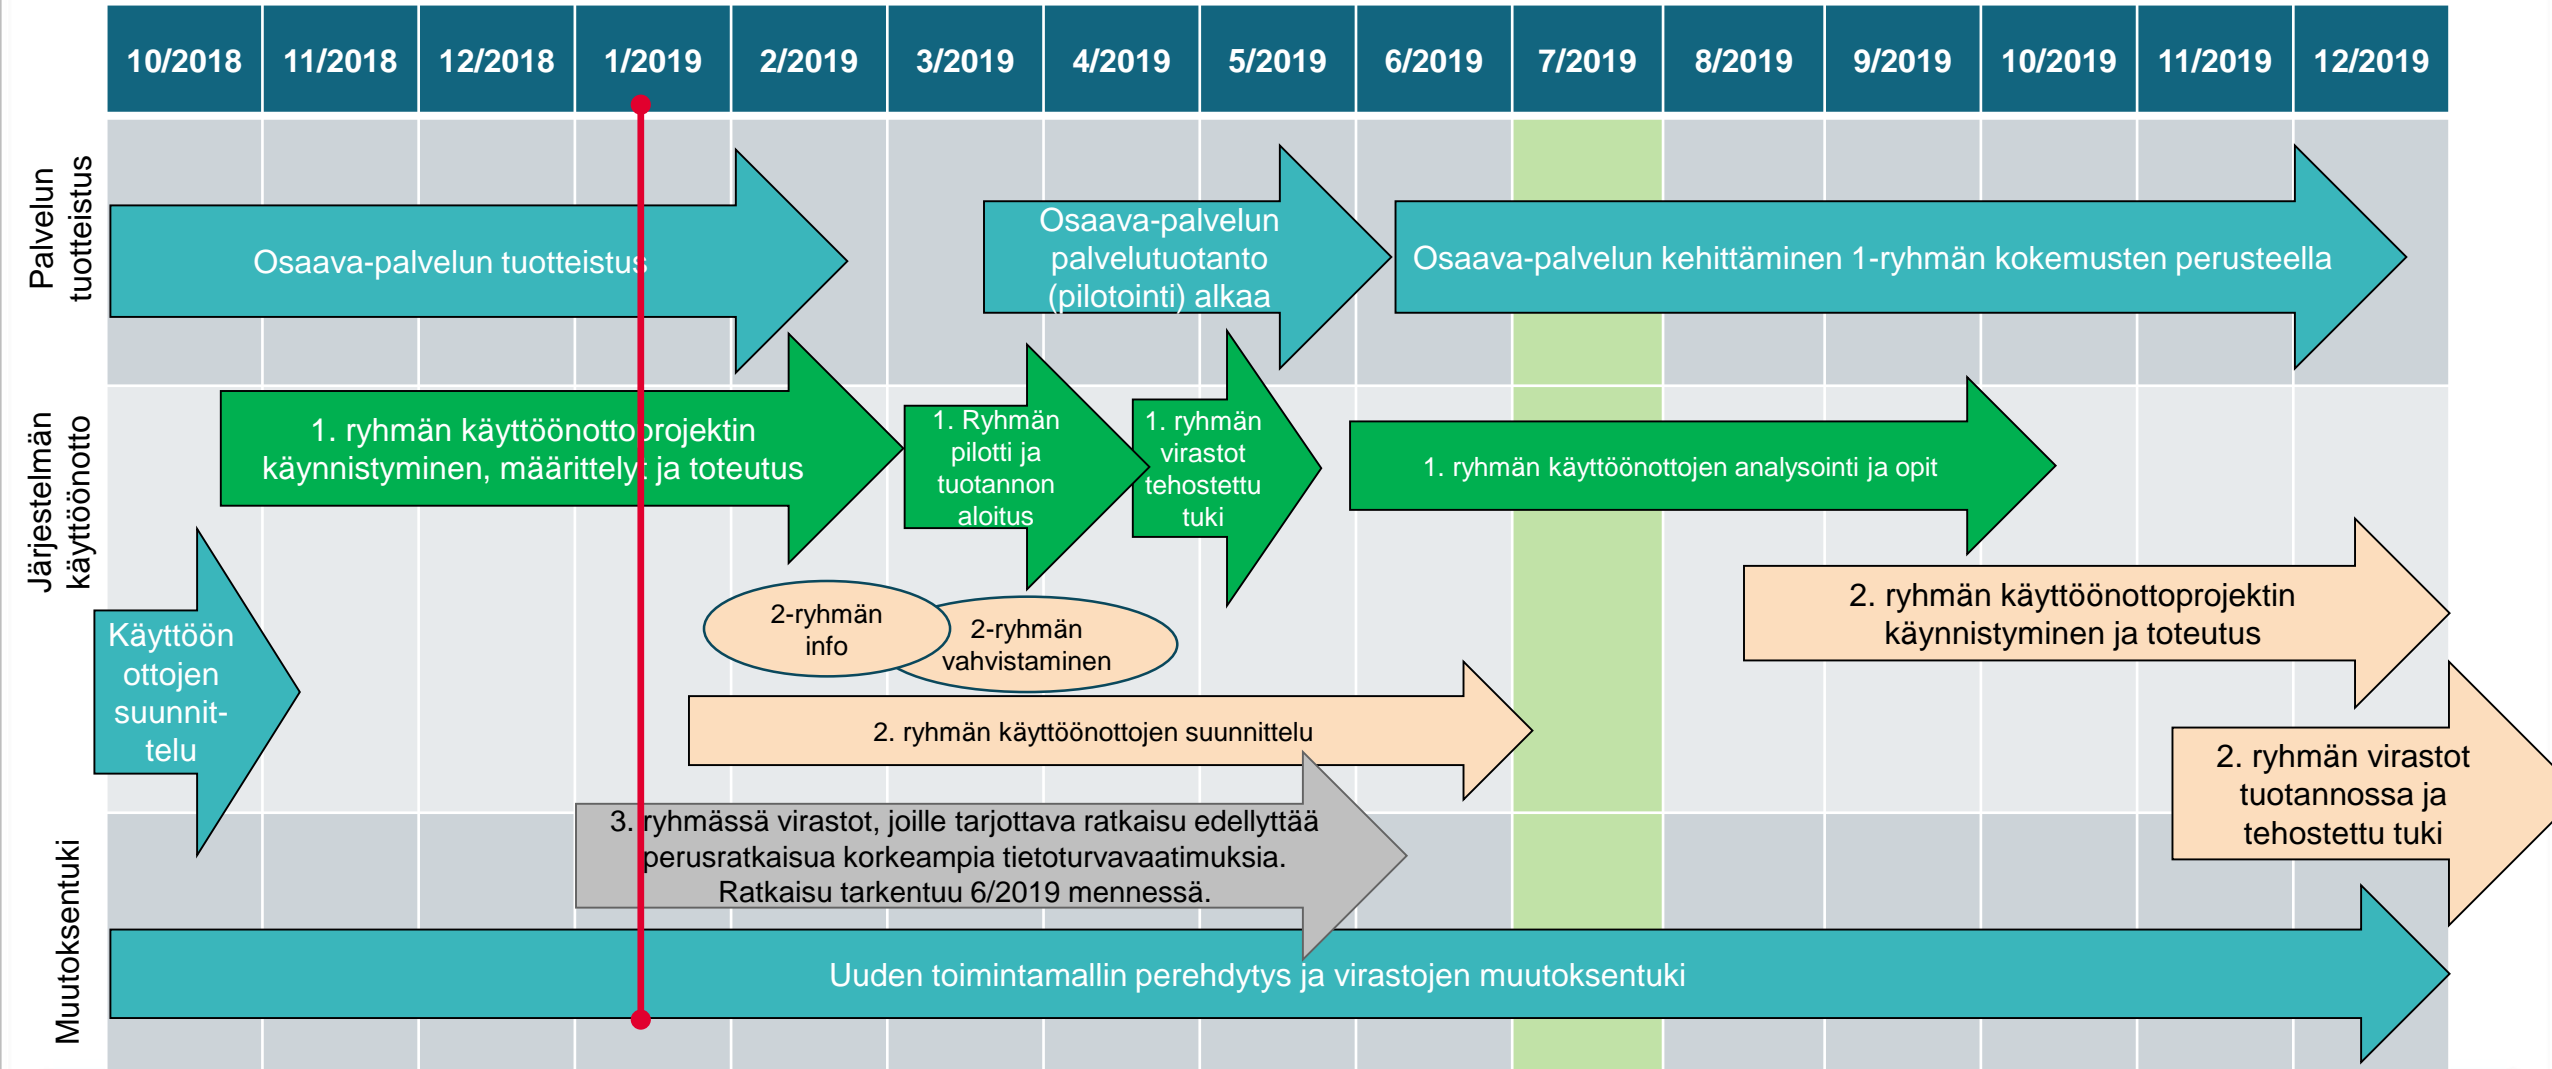 10/2018
11/2018
12/2018
1/2019
2/2019
3/2019
4/2019
5/2019
6/2019
7/2019
8/2019
9/2019
10/2019
11/2019
12/2019
Palvelun
tuotteistus
Osaava-palvelun tuotteistus
Osaava-palvelun
palvelutuotanto
(pilotointi) alkaa
Osaava-palvelun kehittäminen 1-ryhmän kokemusten perusteella
Järjestelmän
käyttöönotto
1. ryhmän käyttöönottoprojektin
käynnistyminen, määrittelyt ja toteutus
1. Ryhmän
pilotti ja
tuotannon
aloitus
1. ryhmän
virastot
tehostettu
tuki
1. ryhmän käyttöönottojen analysointi ja opit
Käyttöön
ottojen
suunnit-
telu
2-ryhmän
info
2-ryhmän
vahvistaminen
2. ryhmän käyttöönottoprojektin
käynnistyminen ja toteutus
2. ryhmän käyttöönottojen suunnittelu
2. ryhmän virastot
tuotannossa ja
tehostettu tuki
3. ryhmässä virastot, joille tarjottava ratkaisu edellyttää
perusratkaisua korkeampia tietoturvavaatimuksia.
Ratkaisu tarkentuu 6/2019 mennessä.
Muutoksentuki
Uuden toimintamallin perehdytys ja virastojen muutoksentuki